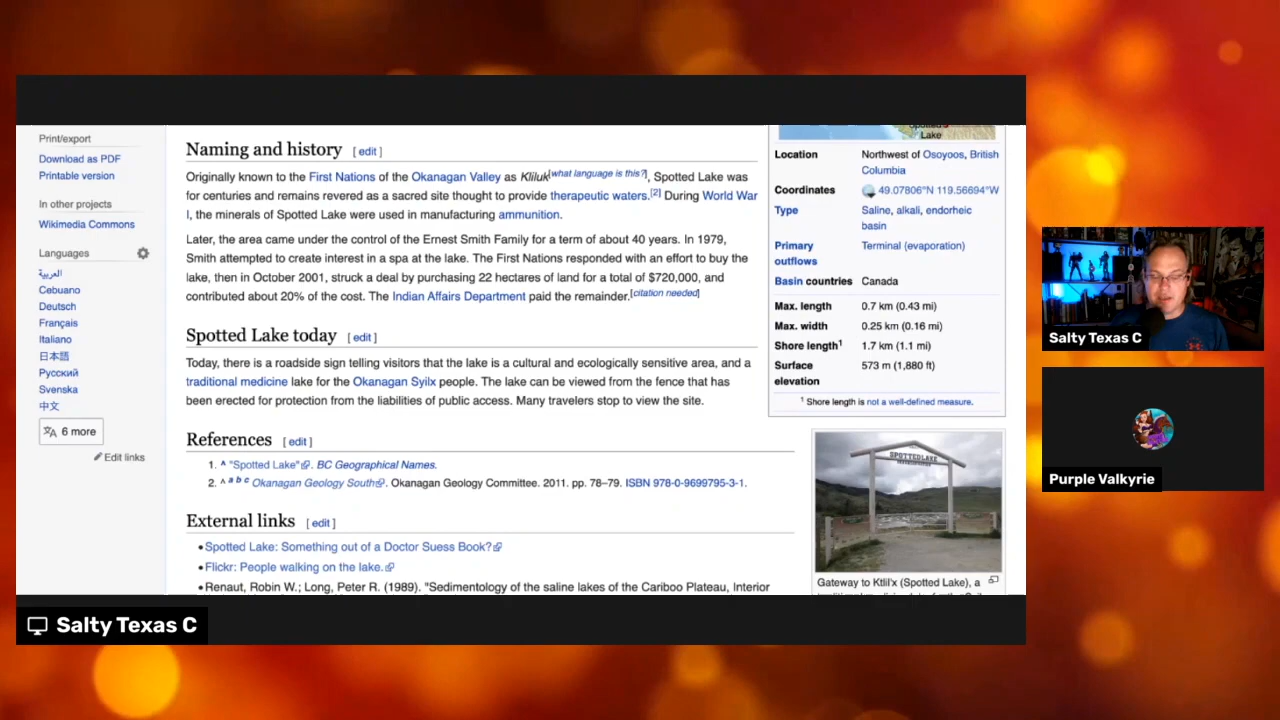 Print/export
Download as PDF
Printable version
In other projects
Wikimedia Commons
Languages
العربية
Cebuano
Deutsch
Français
Italiano
日本語
Русский
Svenska
中文
6 more
Edit links
Naming and history [ edit ]
Originally known to the First Nations of the Okanagan Valley as Kliluk[what language is this?], Spotted Lake was
for centuries and remains revered as a sacred site thought to provide therapeutic waters.[2] During World War
I, the minerals of Spotted Lake were used in manufacturing ammunition.
Later, the area came under the control of the Ernest Smith Family for a term of about 40 years. In 1979,
Smith attempted to create interest in a spa at the lake. The First Nations responded with an effort to buy the
lake, then in October 2001, struck a deal by purchasing 22 hectares of land for a total of $720,000, and
contributed about 20% of the cost. The Indian Affairs Department paid the remainder.[citation needed]
Spotted Lake today [ edit ]
Today, there is a roadside sign telling visitors that the lake is a cultural and ecologically sensitive area, and a
traditional medicine lake for the Okanagan Syilx people. The lake can be viewed from the fence that has
been erected for protection from the liabilities of public access. Many travelers stop to view the site.
References [ edit ]
1. ^ "Spotted Lake". BC Geographical Names.
2. ^ a b c Okanagan Geology South. Okanagan Geology Committee. 2011. pp. 78–79. ISBN 978-0-9699795-3-1.
External links [ edit ]
• Spotted Lake: Something out of a Doctor Suess Book?
• Flickr: People walking on the lake.
• Renaut, Robin W.; Long, Peter R. (1989). "Sedimentology of the saline lakes of the Cariboo Plateau, Interior
Lake
Location Northwest of Osoyoos, British
Columbia
Coordinates 49.07806°N 119.56694°W
Type Saline, alkali, endorheic
basin
Primary Terminal (evaporation)
outflows
Basin countries Canada
Max. length 0.7 km (0.43 mi)
Max. width 0.25 km (0.16 mi)
Shore length1 1.7 km (1.1 mi)
Surface 573 m (1,880 ft)
elevation
1 Shore length is not a well-defined measure.
SPOTTED LAKE
Gateway to Ktlil'x (Spotted Lake), a
Salty Texas C
Purple Valkyrie
Salty Texas C